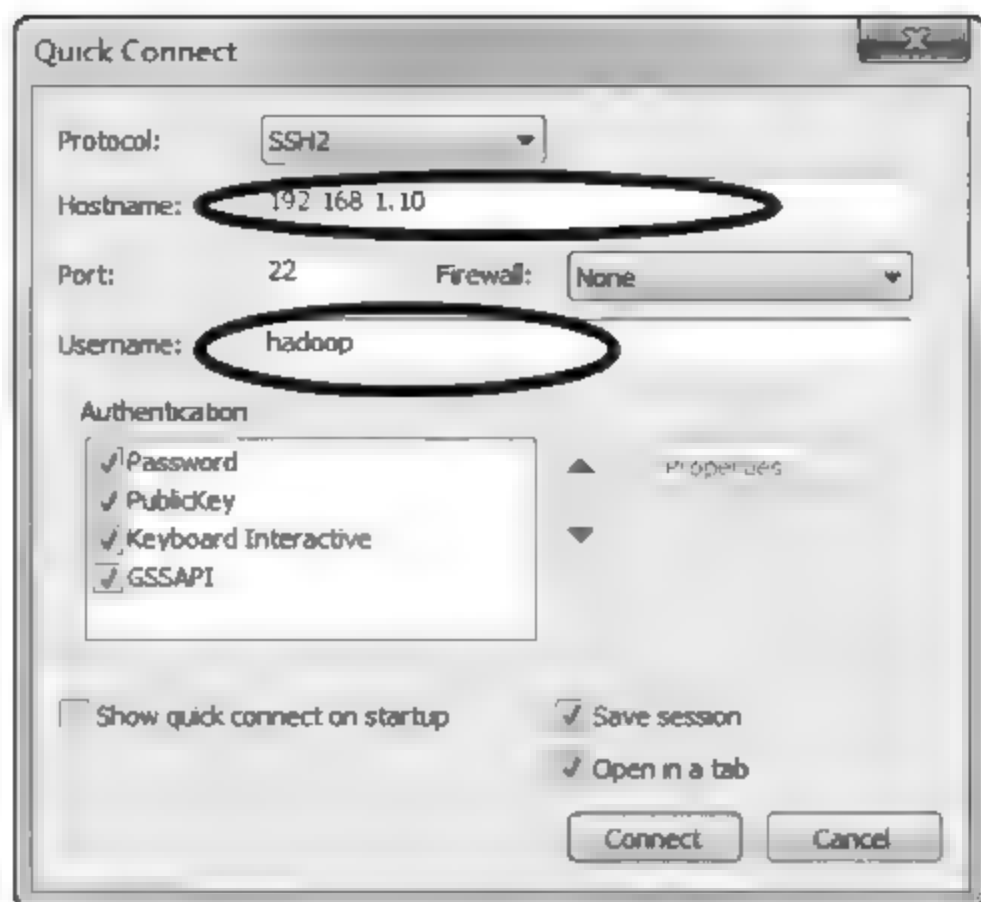 Quick Connect
Protocol: SSH2
Hostname: 192 168 1.10
Port: 22 Firewall: None
Username: hadoop
Authentication
Password
PublicKey
Keyboard Interactive
GSSAPI
Properties
Show quick connect on startup
Save session
Open in a tab
Connect Cancel